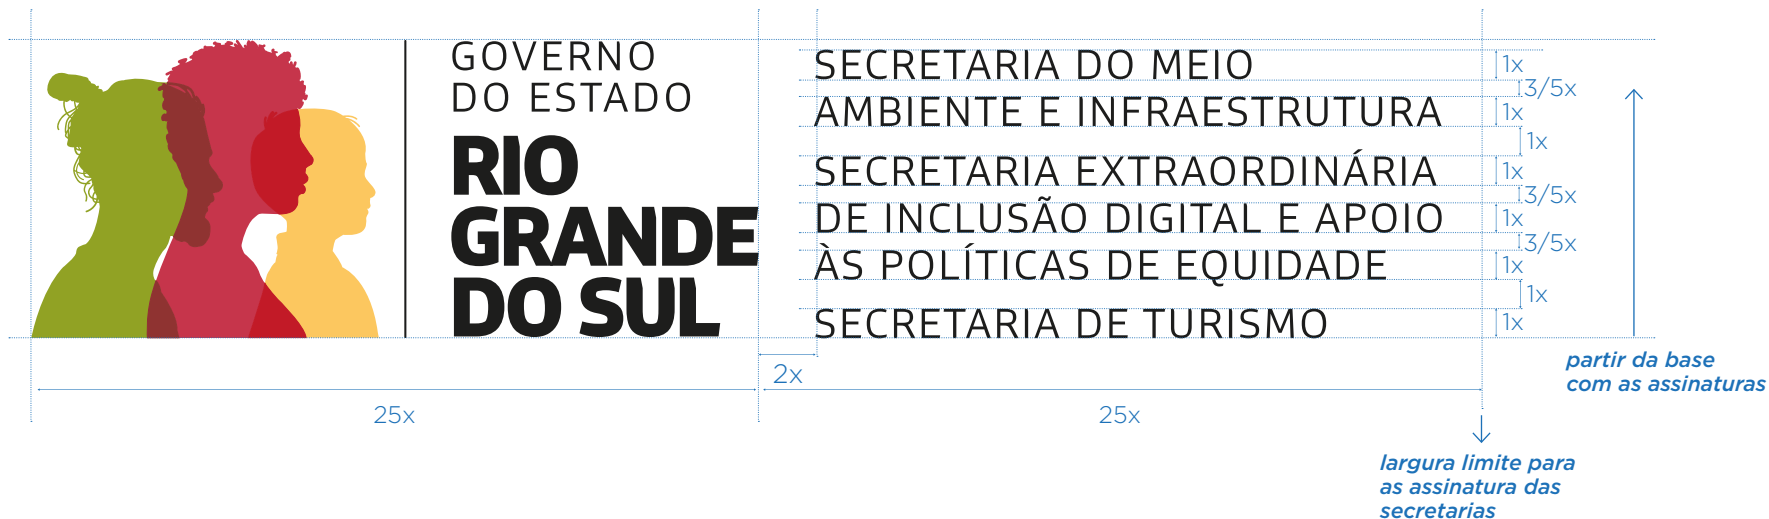 GOVERNO
DO ESTADO
RIO
GRANDE
DO SUL
SECRETARIA DO MEIO
AMBIENTE E INFRAESTRUTURA
SECRETARIA EXTRAORDINÁRIA
DE INCLUSÃO DIGITAL E APOIO
ÀS POLÍTICAS DE EQUIDADE
SECRETARIA DE TURISMO
1x
3/5x
1x
1x
1x
3/5x
1x
3/5x
1x
1x
1x
partir da base
com as assinaturas
2x
25x
25x
largura limite para
as assinatura das
secretarias